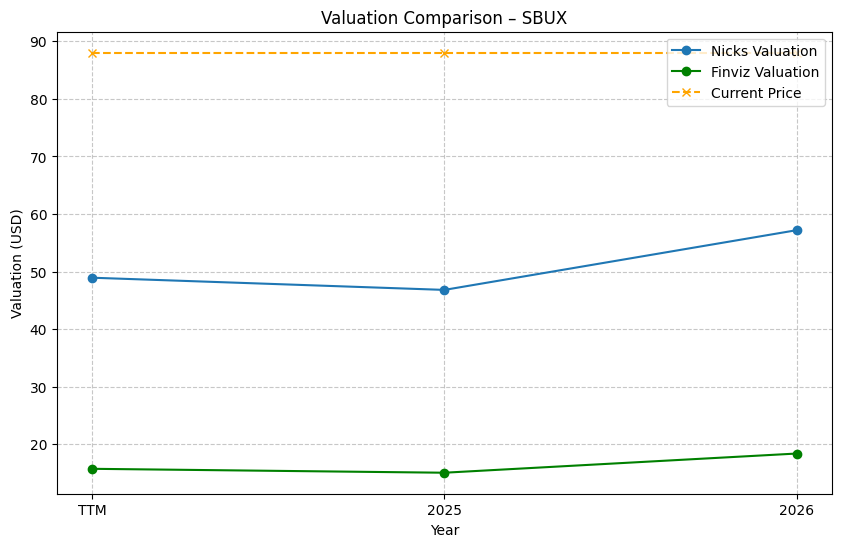 Valuation Comparison – SBUX
Nicks Valuation
Finviz Valuation
Current Price
Valuation (USD)
90
80
70
60
50
40
30
20
TTM
2025
2026
Year